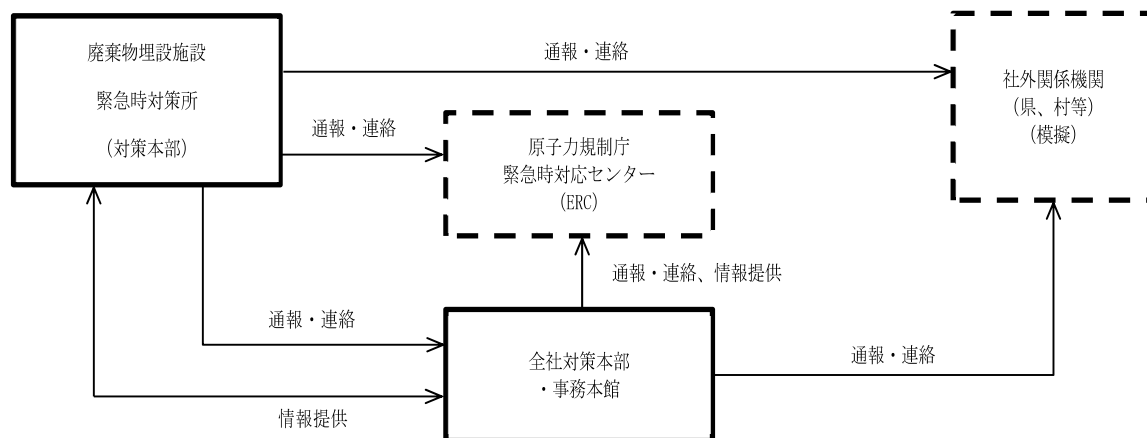 廃棄物埋設施設
緊急時対策所
(対策本部)
通報・連絡
社外関係機関
(県、村等)
(模擬)
通報・連絡
原子力規制庁
緊急時対応センター
(ERC)
通報・連絡、情報提供
通報・連絡
全社対策本部
・事務本館
通報・連絡
情報提供